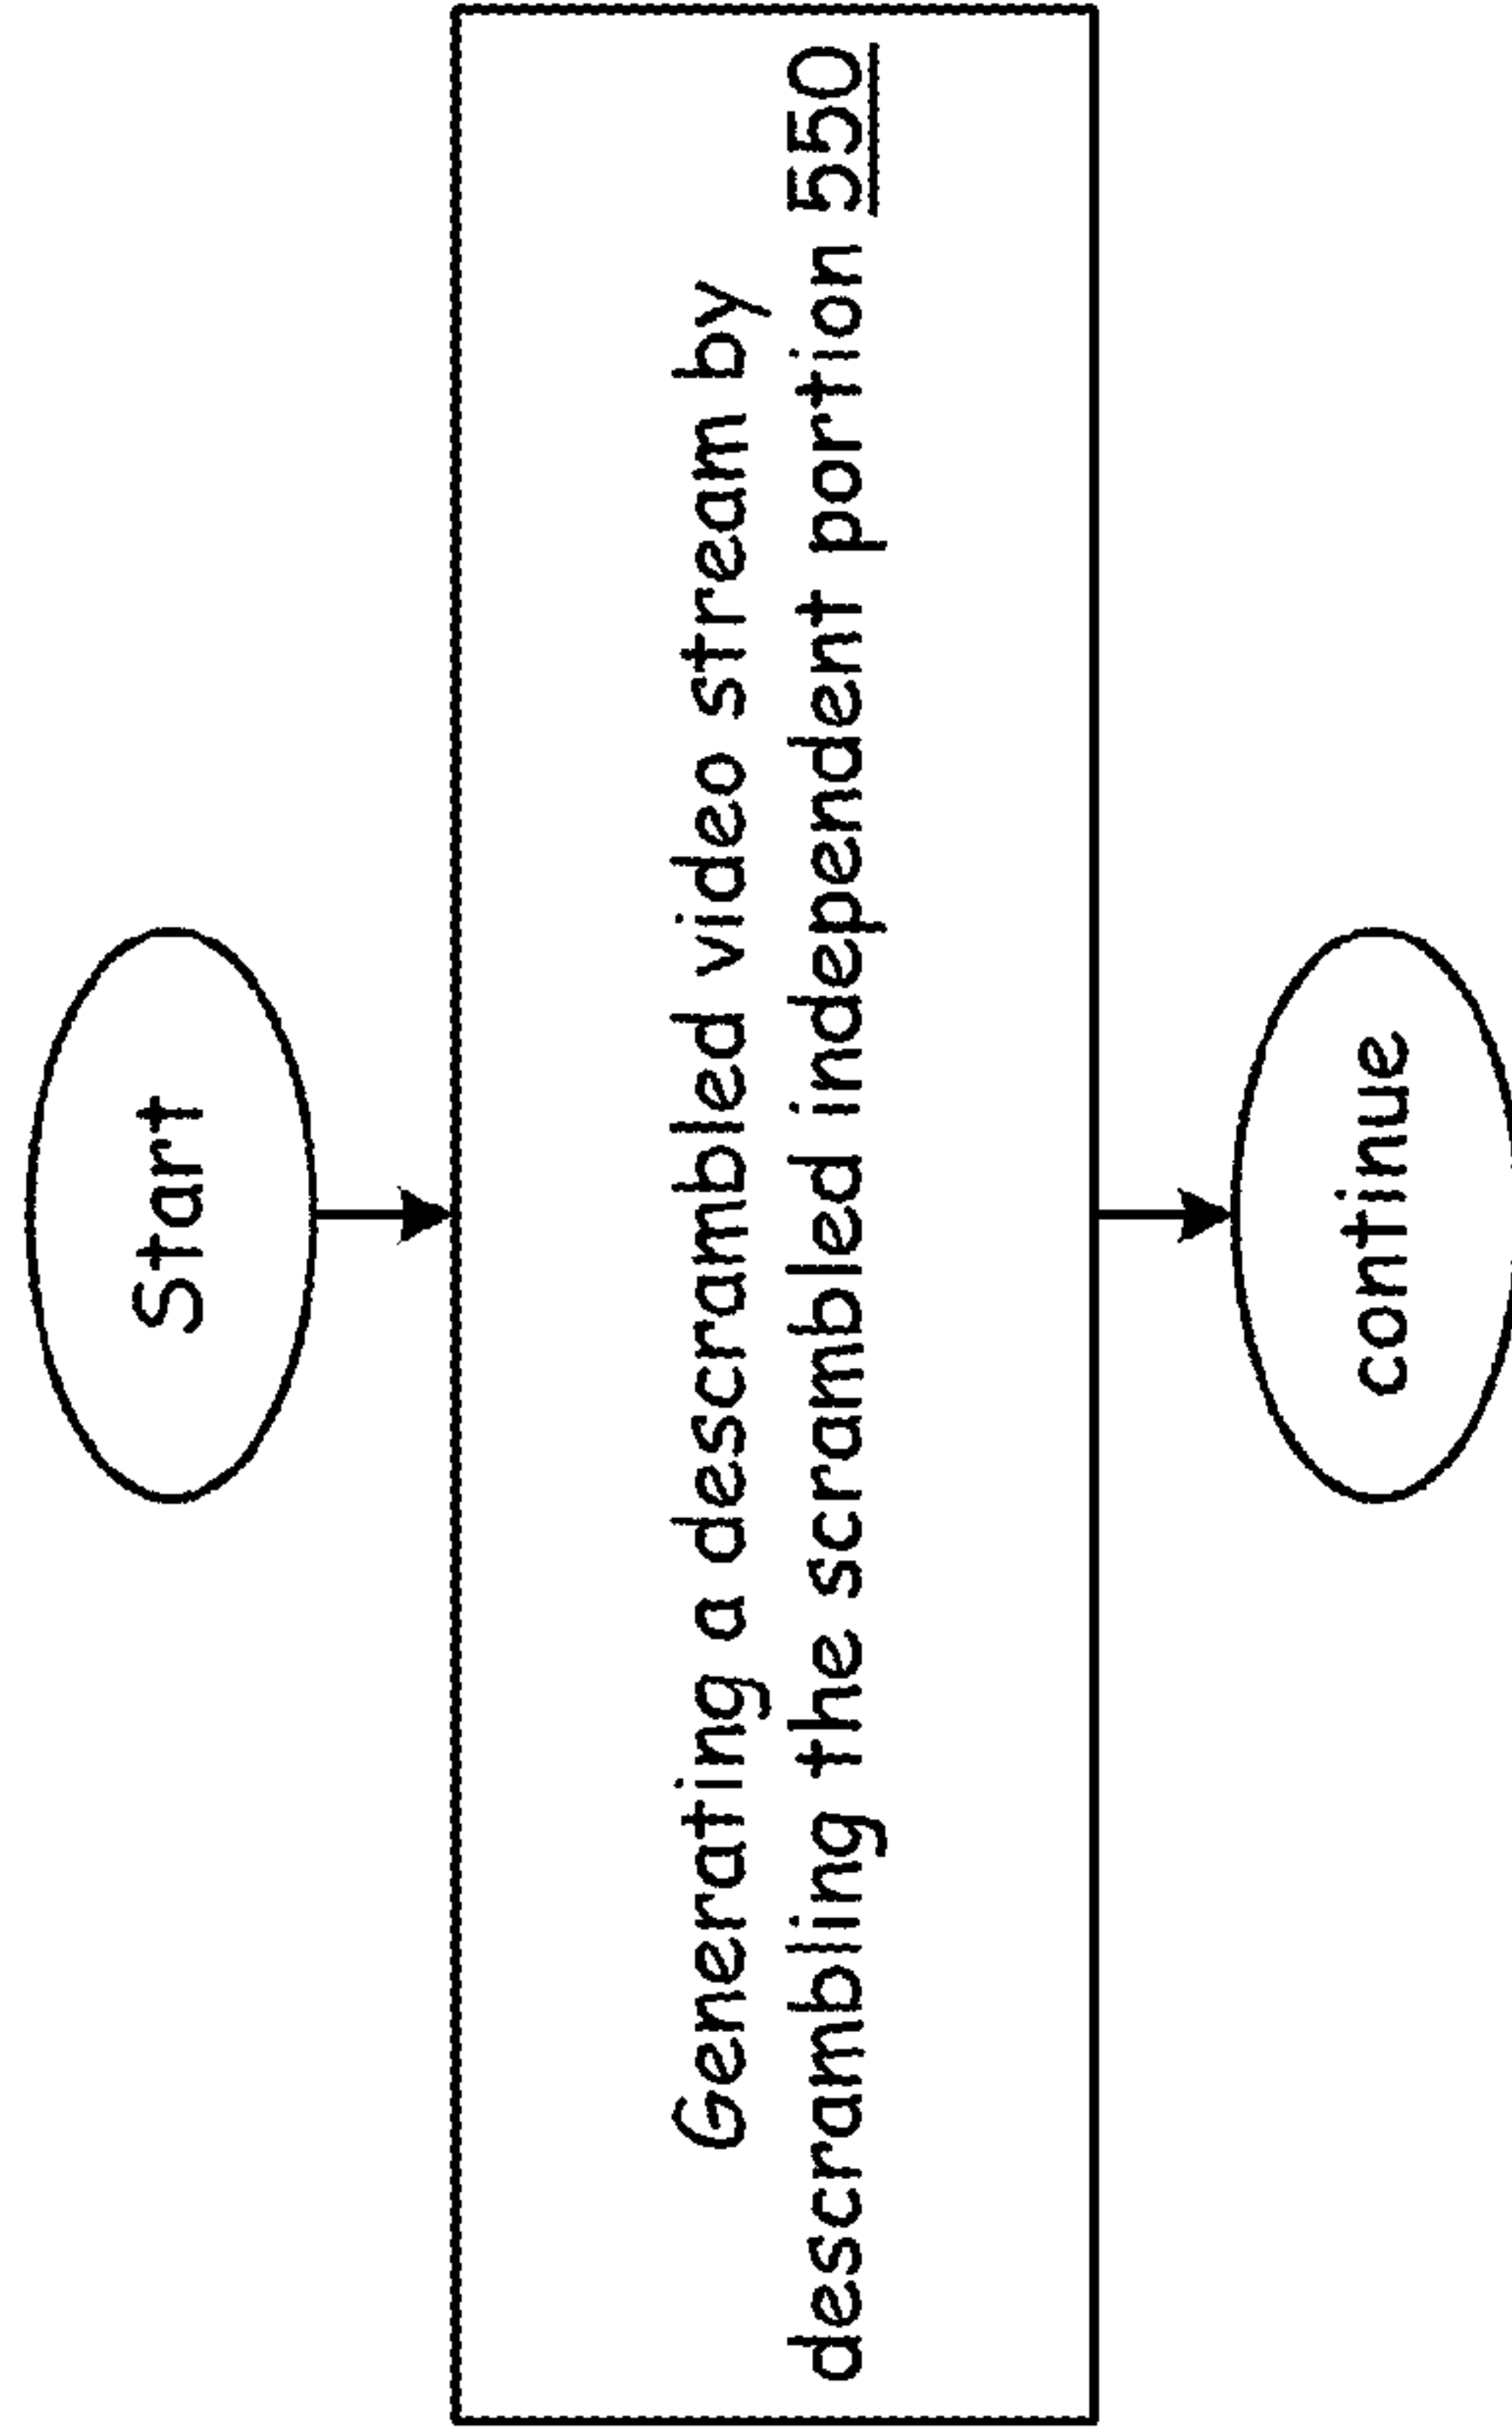 Start
Generating a descrambled video stream by
descrambling the scrambled independent portion 550
continue